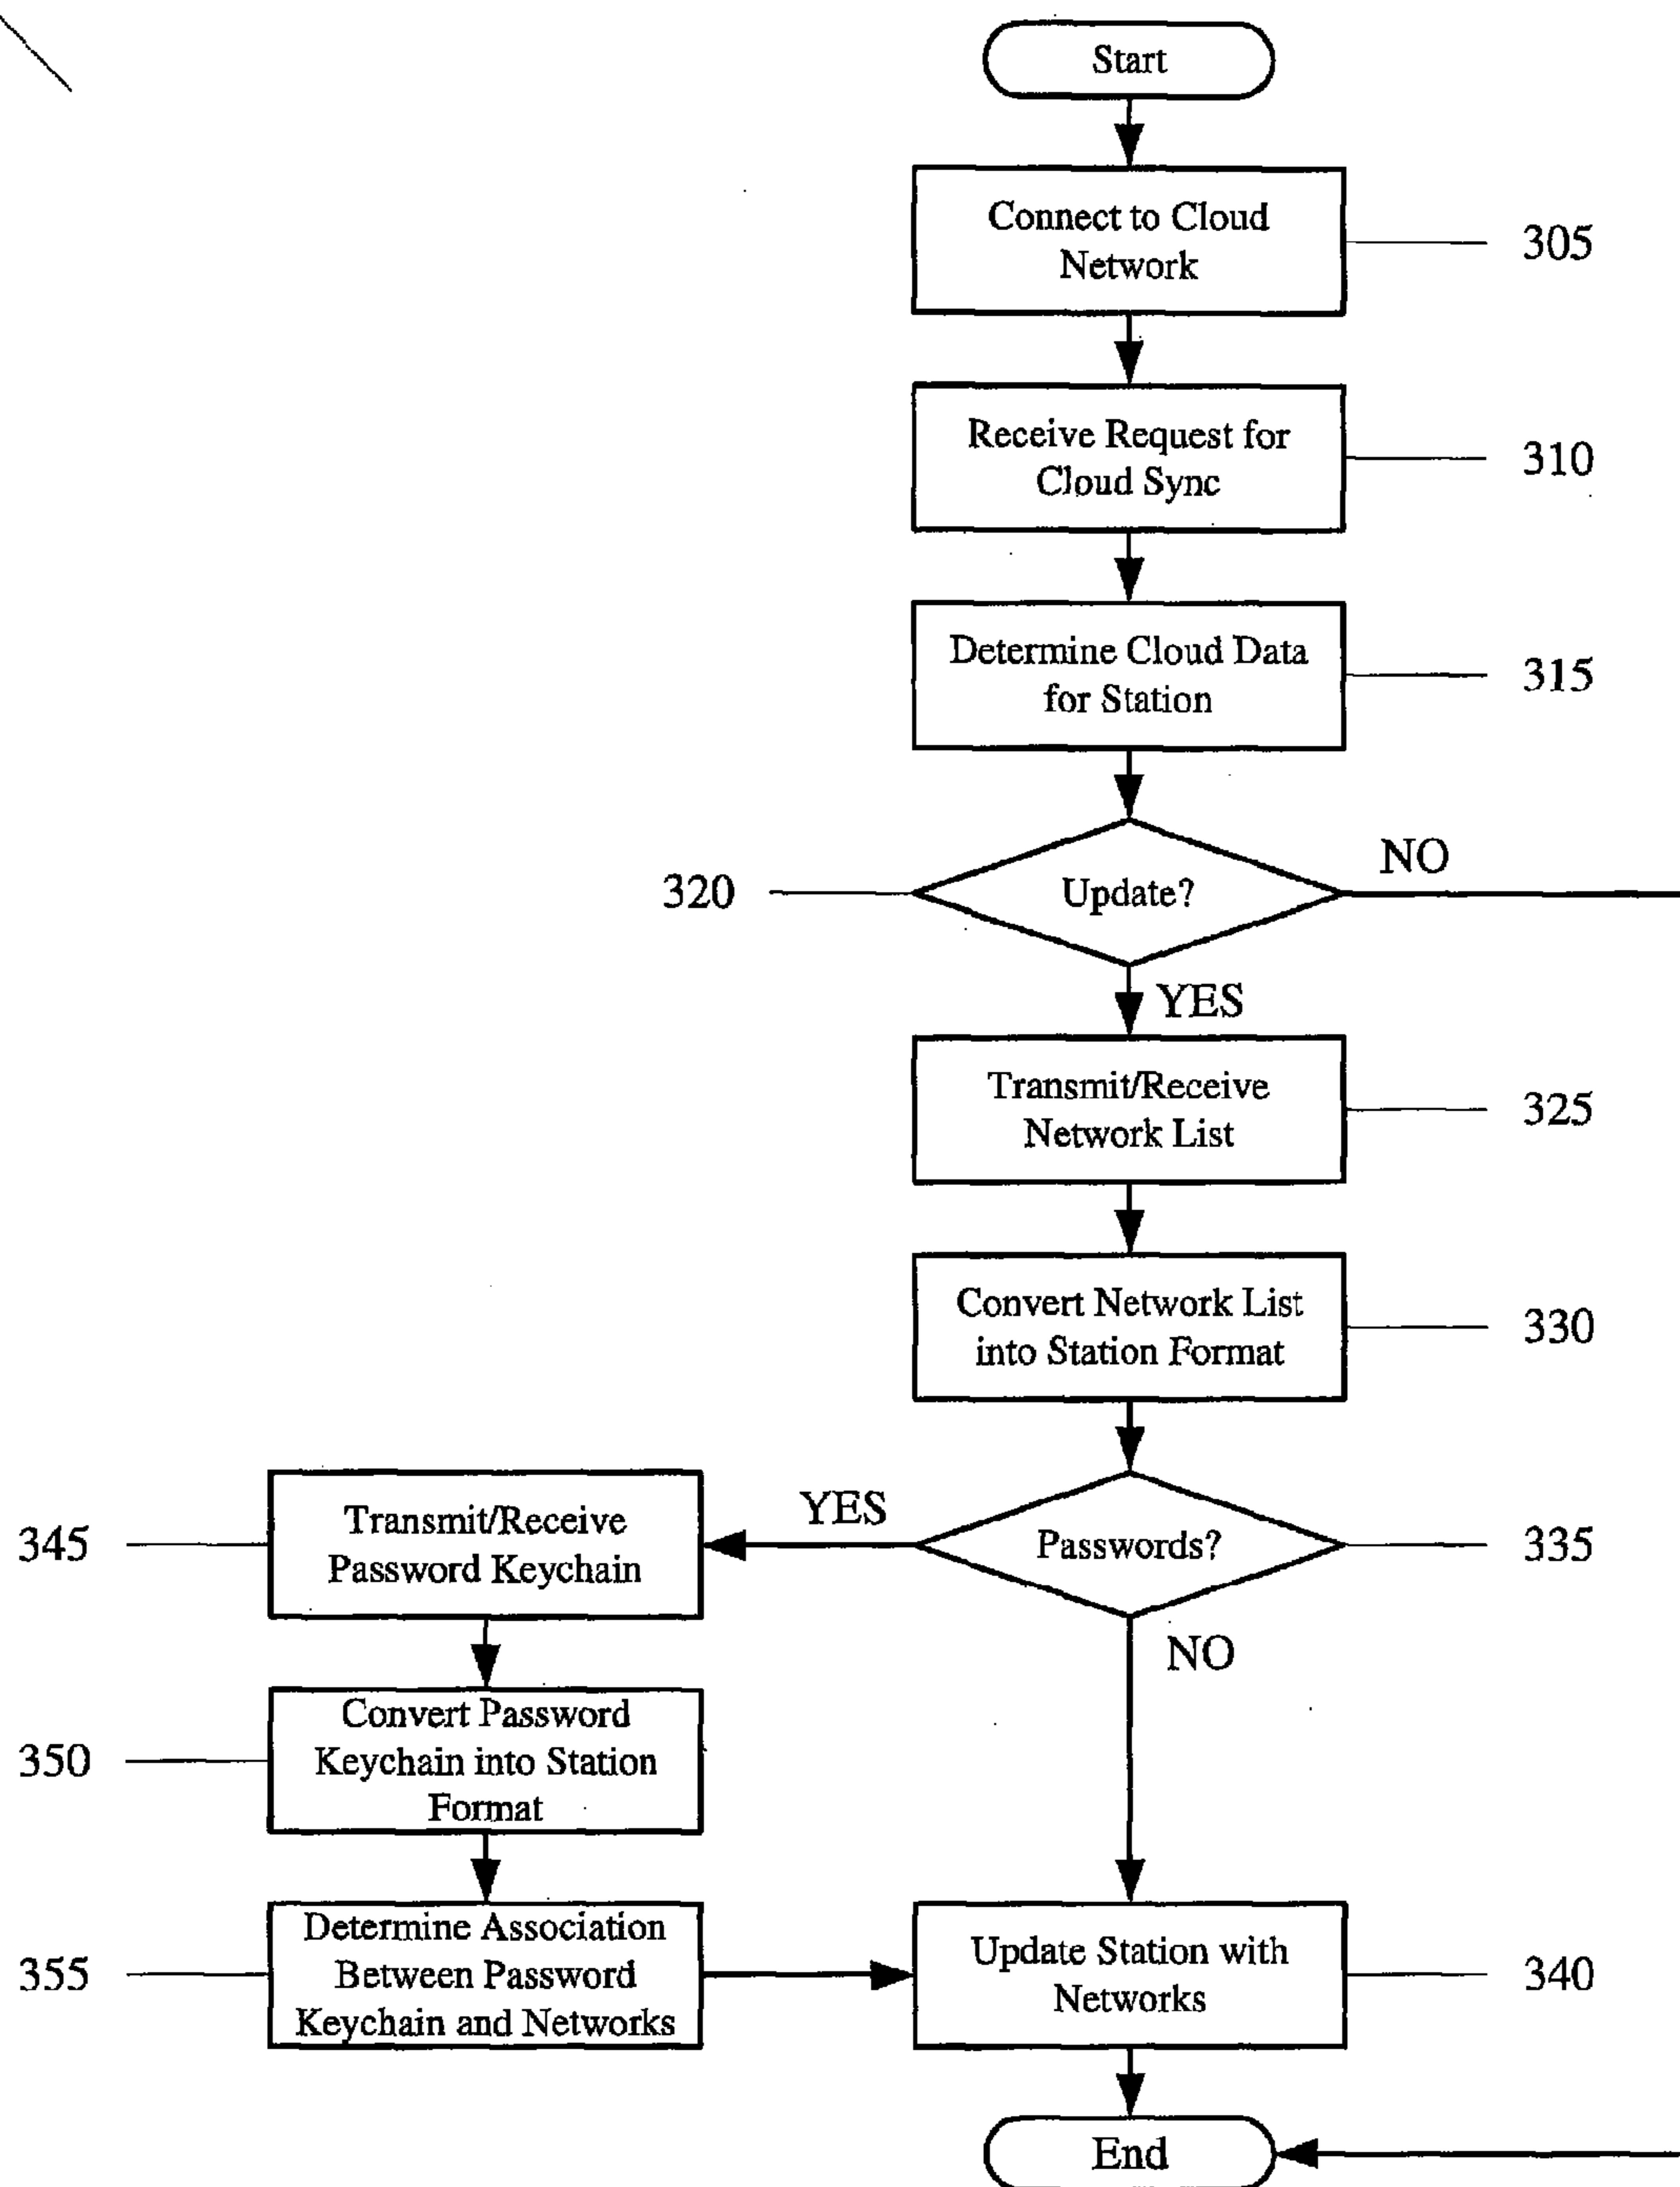 Start
Connect to Cloud
Network
305
Receive Request for
Cloud Sync
310
Determine Cloud Data
for Station
315
320
Update?
NO
YES
Transmit/Receive
Network List
325
Convert Network List
into Station Format
330
Passwords?
335
YES
NO
345
Transmit/Receive
Password Keychain
350
Convert Password
Keychain into Station
Format
355
Determine Association
Between Password
Keychain and Networks
Update Station with
Networks
340
End